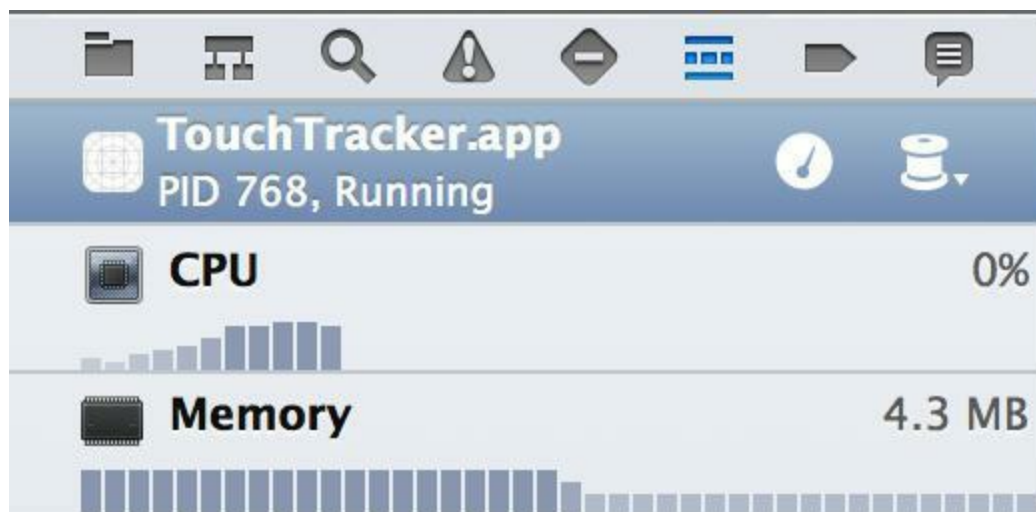 TouchTracker.app
PID 768, Running
CPU 0%
Memory 4.3 MB